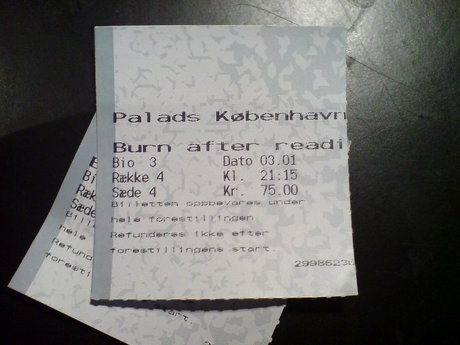 Palads København
Burn after readi
Bio 3 Dato 03.01
Række 4 Kl. 21:15
Sæde 4 Kr. 75.00
Billetten opbevares under
hele forestillingen
Refunderes ikke efter
forestillingens start.
2998623